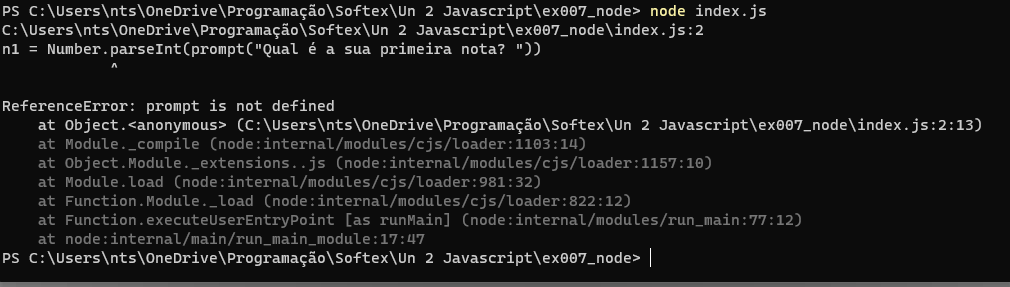 PS C:\Users\nts\OneDrive\Programação\Softex\Un 2 Javascript\ex007_node> node index.js
C:\Users\nts\OneDrive\Programação\Softex\Un 2 Javascript\ex007_node\index.js:2
n1 = Number.parseInt(prompt("Qual é a sua primeira nota? "))
            ^
ReferenceError: prompt is not defined
    at Object.<anonymous> (C:\Users\nts\OneDrive\Programação\Softex\Un 2 Javascript\ex007_node\index.js:2:13)
    at Module._compile (node:internal/modules/cjs/loader:1103:14)
    at Object.Module._extensions..js (node:internal/modules/cjs/loader:1157:10)
    at Module.load (node:internal/modules/cjs/loader:981:32)
    at Function.Module._load (node:internal/modules/cjs/loader:822:12)
    at Function.executeUserEntryPoint [as runMain] (node:internal/modules/run_main:77:12)
    at node:internal/main/run_main_module:17:47
PS C:\Users\nts\OneDrive\Programação\Softex\Un 2 Javascript\ex007_node>